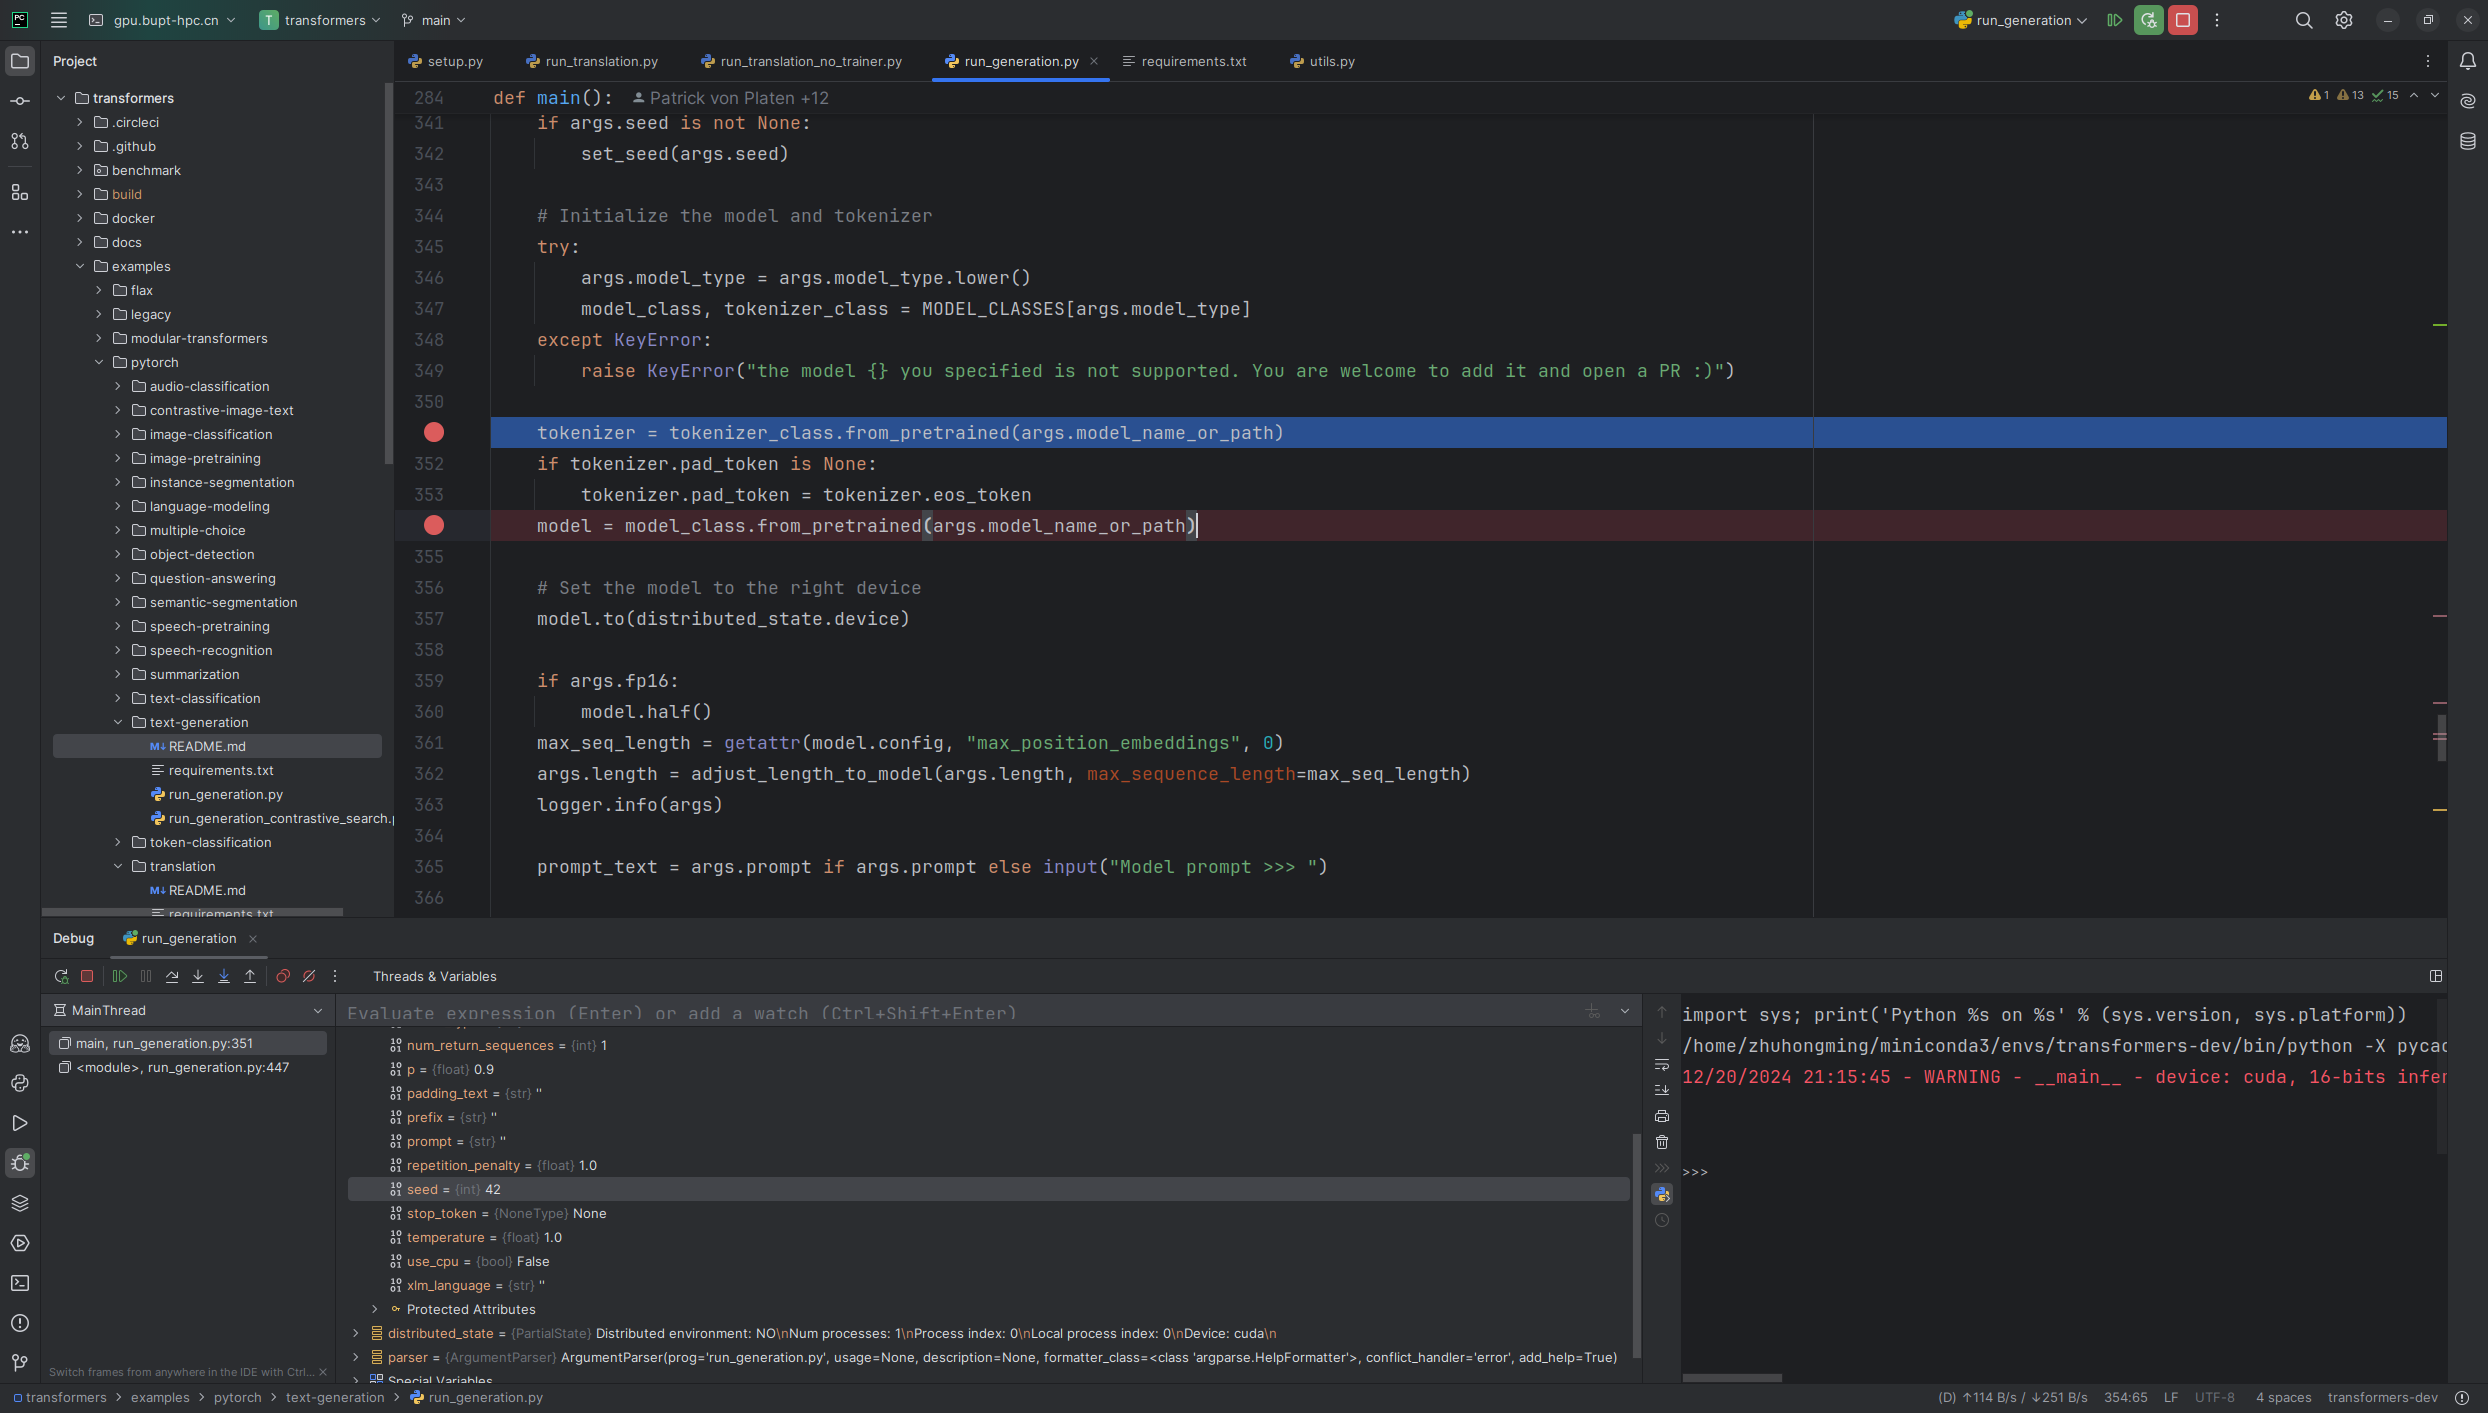 gpu.bupt-hpc.cn
T transformers
main
run_generation
Project
setup.py
run_translation.py
run_translation_no_trainer.py
run_generation.py
requirements.txt
utils.py
transformers
.circleci
.github
benchmark
build
docker
docs
examples
flax
legacy
modular-transformers
pytorch
audio-classification
contrastive-image-text
image-classification
image-pretraining
instance-segmentation
language-modeling
multiple-choice
object-detection
question-answering
semantic-segmentation
speech-pretraining
speech-recognition
summarization
text-classification
text-generation
README.md
requirements.txt
run_generation.py
run_generation_contrastive_search.p
token-classification
translation
README.md
requirements.txt
284 def main(): Patrick von Platen +12
1 13 15
341 if args.seed is not None:
342 set_seed(args.seed)
343
344 # Initialize the model and tokenizer
345 try:
346 args.model_type = args.model_type.lower()
347 model_class, tokenizer_class = MODEL_CLASSES[args.model_type]
348 except KeyError:
349 raise KeyError("the model {} you specified is not supported. You are welcome to add it and open a PR :)")
350
tokenizer = tokenizer_class.from_pretrained(args.model_name_or_path)
352 if tokenizer.pad_token is None:
353 tokenizer.pad_token = tokenizer.eos_token
model = model_class.from_pretrained(args.model_name_or_path)
355
356 # Set the model to the right device
357 model.to(distributed_state.device)
358
359 if args.fp16:
360 model.half()
361 max_seq_length = getattr(model.config, "max_position_embeddings", 0)
362 args.length = adjust_length_to_model(args.length, max_sequence_length=max_seq_length)
363 logger.info(args)
364
365 prompt_text = args.prompt if args.prompt else input("Model prompt >>> ")
366
Debug
run_generation
Threads & Variables
MainThread
main, run_generation.py:351
<module>, run_generation.py:447
Switch frames from anywhere in the IDE with Ctrl...
Evaluate expression (Enter) or add a watch (Ctrl+Shift+Enter)
num_return_sequences = {int} 1
p = {float} 0.9
padding_text = {str} ''
prefix = {str} ''
prompt = {str} ''
repetition_penalty = {float} 1.0
seed = {int} 42
stop_token = {NoneType} None
temperature = {float} 1.0
use_cpu = {bool} False
xlm_language = {str} ''
Protected Attributes
distributed_state = {PartialState} Distributed environment: NO\nNum processes: 1\nProcess index: 0\nLocal process index: 0\nDevice: cuda\n
parser = {ArgumentParser} ArgumentParser(prog='run_generation.py', usage=None, description=None, formatter_class=<class 'argparse.HelpFormatter'>, conflict_handler='error', add_help=True)
Special Variables
import sys; print('Python %s on %s' % (sys.version, sys.platform))
/home/zhuhongming/miniconda3/envs/transformers-dev/bin/python -X pycac
12/20/2024 21:15:45 - WARNING - __main__ - device: cuda, 16-bits infer
>>>
transformers > examples > pytorch > text-generation > run_generation.py
(D) ↑114 B/s / ↓251 B/s 354:65 LF UTF-8 4 spaces transformers-dev